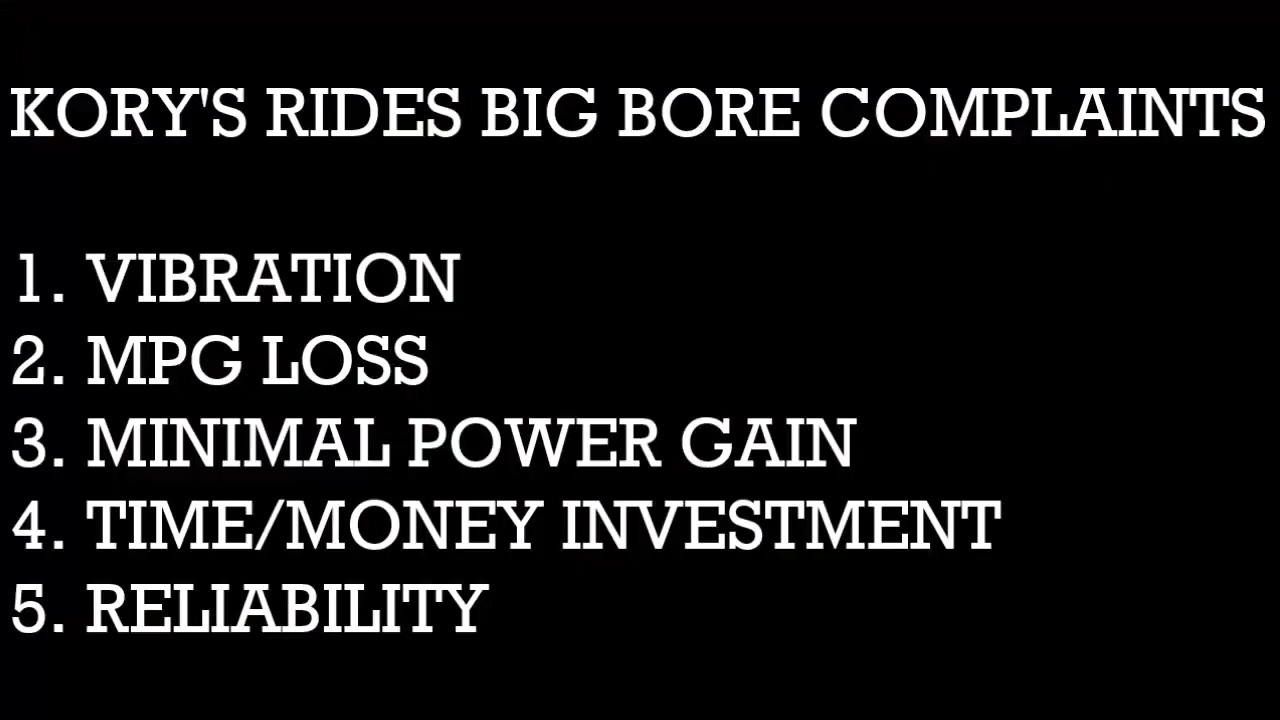 KORY'S RIDES BIG BORE COMPLAINTS
1. VIBRATION
2. MPG LOSS
3. MINIMAL POWER GAIN
4. TIME/MONEY INVESTMENT
5. RELIABILITY